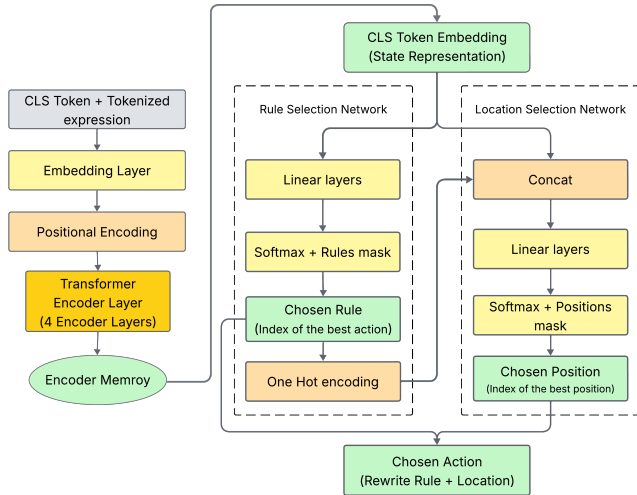 CLS Token + Tokenized
expression
Embedding Layer
Positional Encoding
Transformer
Encoder Layer
(4 Encoder Layers)
Encoder Memroy
CLS Token Embedding
(State Representation)
Rule Selection Network
Linear layers
Softmax + Rules mask
Chosen Rule
(Index of the best action)
One Hot encoding
Location Selection Network
Concat
Linear layers
Softmax + Positions
mask
Chosen Position
(Index of the best position)
Chosen Action
(Rewrite Rule + Location)